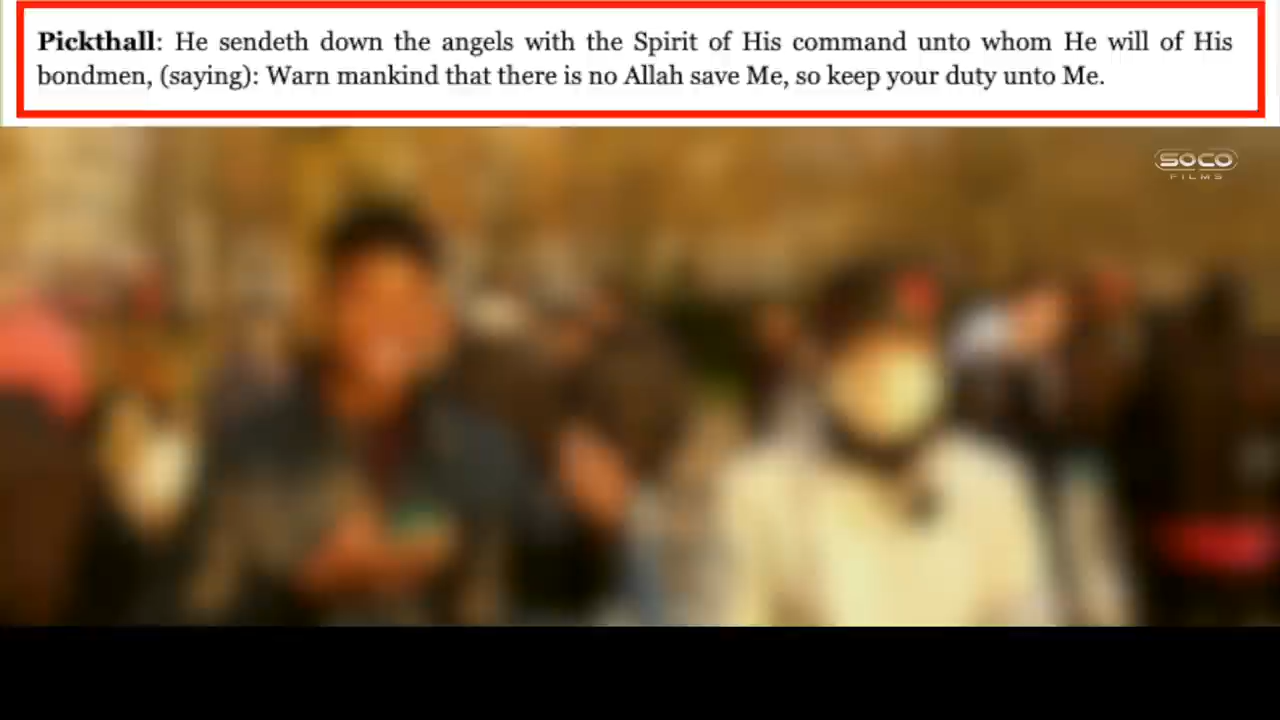 Pickthall: He sendeth down the angels with the Spirit of His command unto whom He will of His
bondmen, (saying): Warn mankind that there is no Allah save Me, so keep your duty unto Me.
SOCO
FILMS